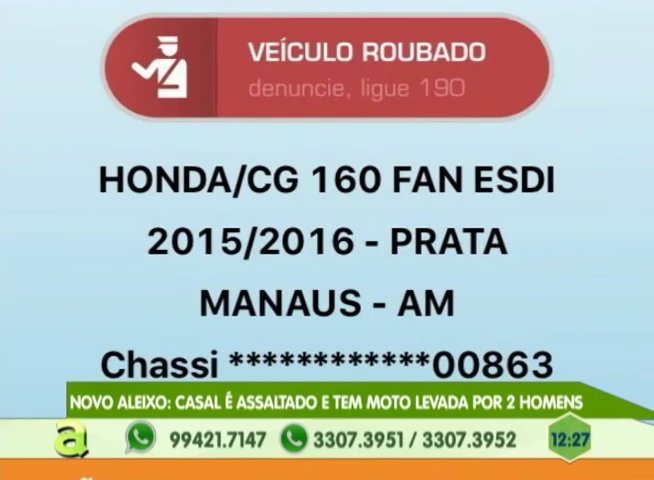 VEÍCULO ROUBADO
denuncie, ligue 190
HONDA/CG 160 FAN ESDI
2015/2016 - PRATA
MANAUS - AM
Chassi ************00863
NOVO ALEIXO: CASAL É ASSALTADO E TEM MOTO LEVADA POR 2 HOMENS
a 99421.7147 3307.3951 / 3307.3952 12:27